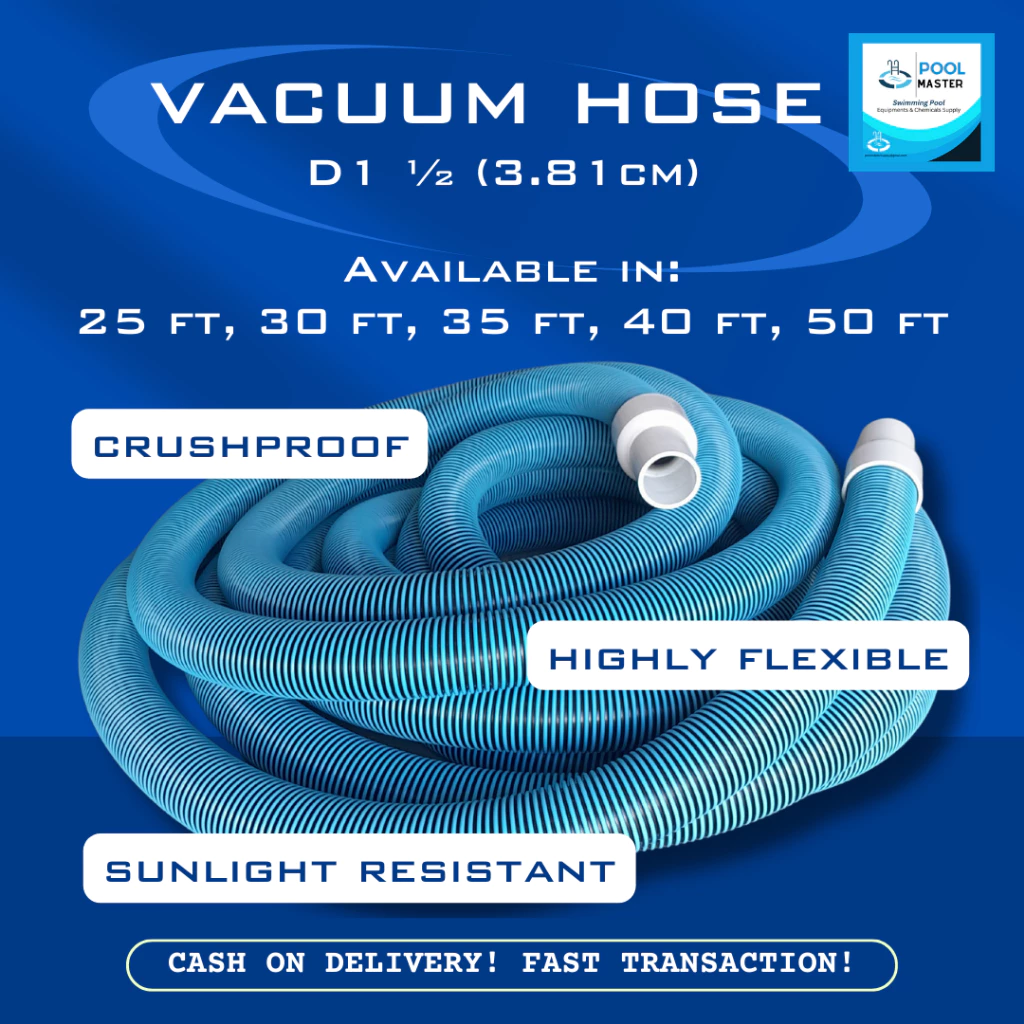 VACUUM HOSE
D1 ½ (3.81CM)
POOL
MASTER
Swimming Pool
Equipments & Chemicals Supply
AVAILABLE IN:
25 FT, 30 FT, 35 FT, 40 FT, 50 FT
CRUSHPROOF
HIGHLY FLEXIBLE
SUNLIGHT RESISTANT
CASH ON DELIVERY! FAST TRANSACTION!